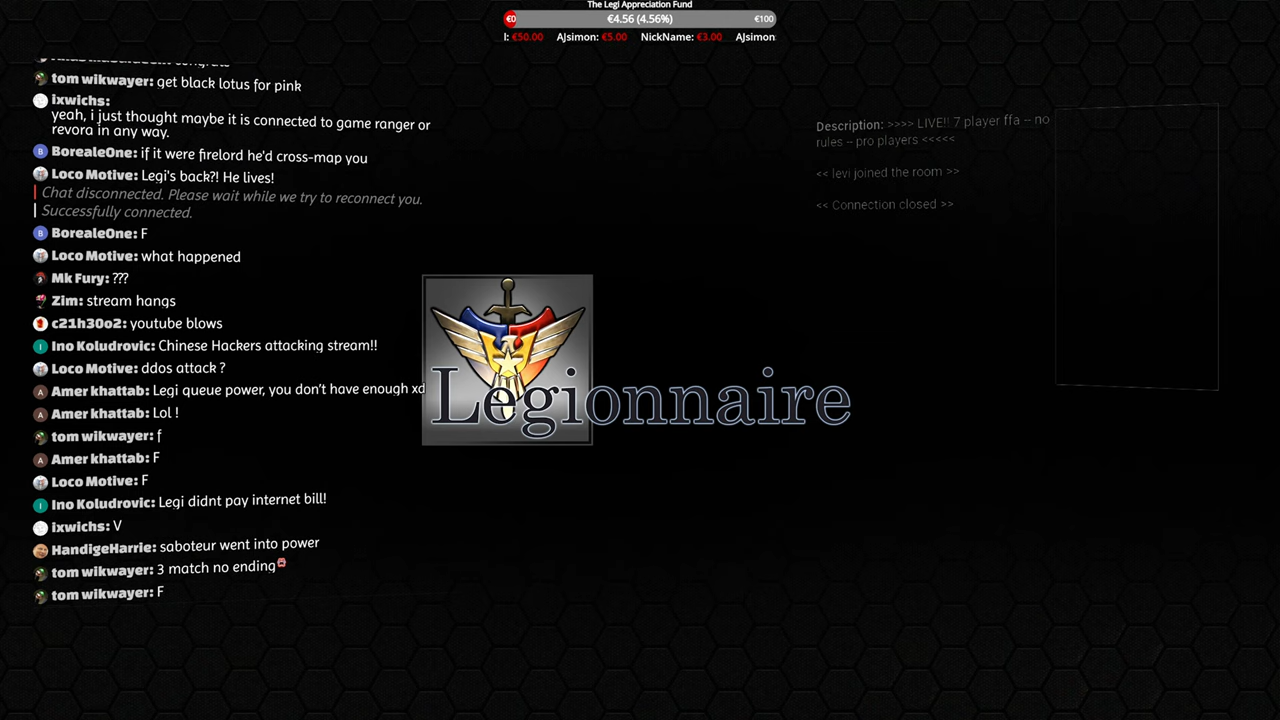 The Legi Appreciation Fund
€0 €4.56 (4.56%) €100
I: €50.00 AJsimon: €5.00 NickName: €3.00 AJsimon
tom wikwayer: get black lotus for pink
ixwichs:
yeah, i just thought maybe it is connected to game ranger or
revora in any way.
BorealeOne: if it were firelord he'd cross-map you
Loco Motive: Legi's back?! He lives!
Chat disconnected. Please wait while we try to reconnect you.
Successfully connected.
B BorealeOne: F
Loco Motive: what happened
Mk Fury: ???
Zim: stream hangs
c21h30o2: youtube blows
I Ino Koludrovic: Chinese Hackers attacking stream!!
Loco Motive: ddos attack ?
A Amer khattab: Legi queue power, you don't have enough xd
A Amer khattab: Lol !
tom wikwayer: f
A Amer khattab: F
Loco Motive: F
I Ino Koludrovic: Legi didnt pay internet bill!
ixwichs: V
HandigeHarrie: saboteur went into power
tom wikwayer: 3 match no ending
tom wikwayer: F
Legionnaire
Description: >>>> LIVE!! 7 player ffa -- no
rules -- pro players <<<<<
<< levi joined the room >>
<< Connection closed >>